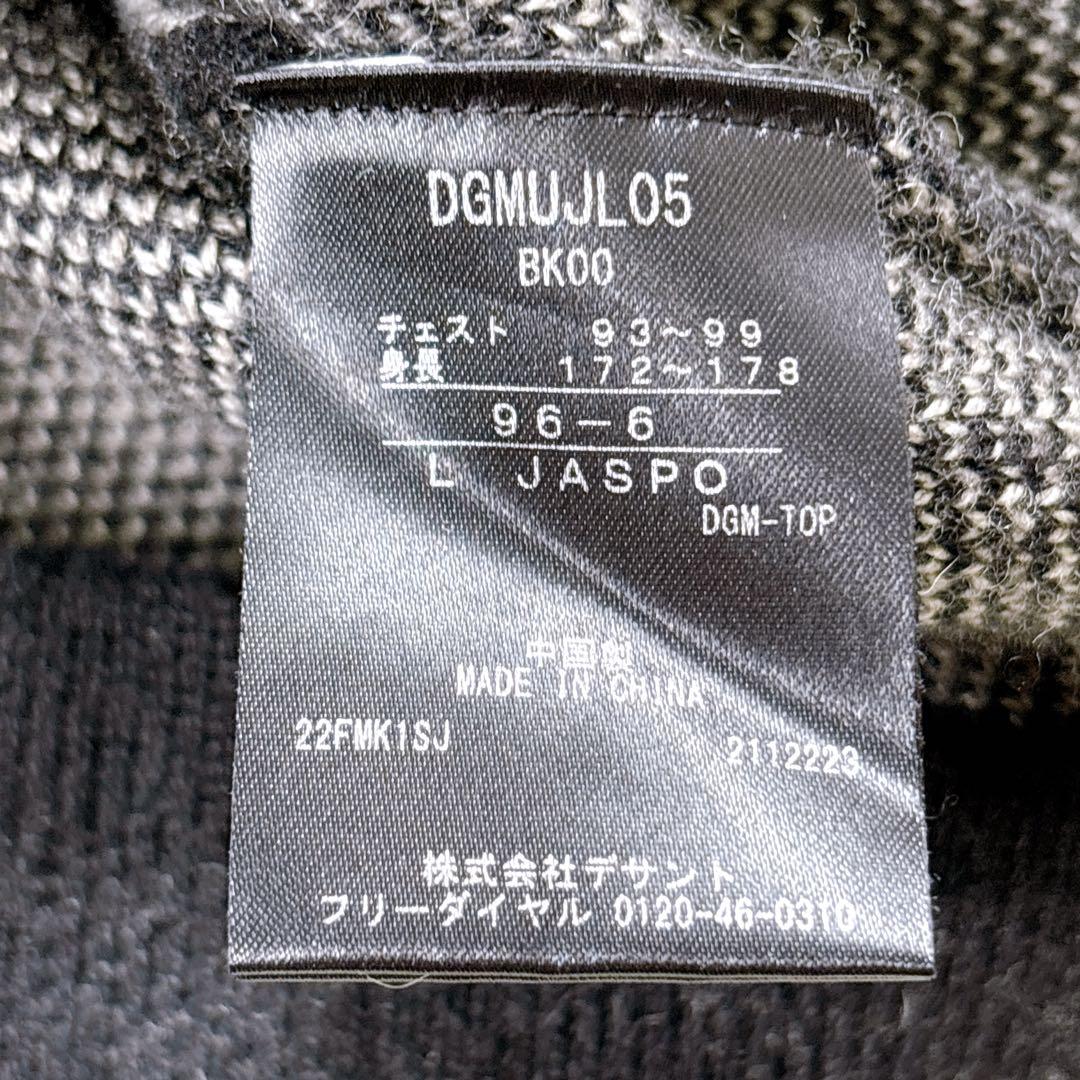 DGMUJL05
BK00
チェスト 93～99
身長 172～178
96－6
L JASPO
DGM-TOP
中国製
MADE IN CHINA
22FMK1SJ 2112223
株式会社デサント
フリーダイヤル 0120-46-0310